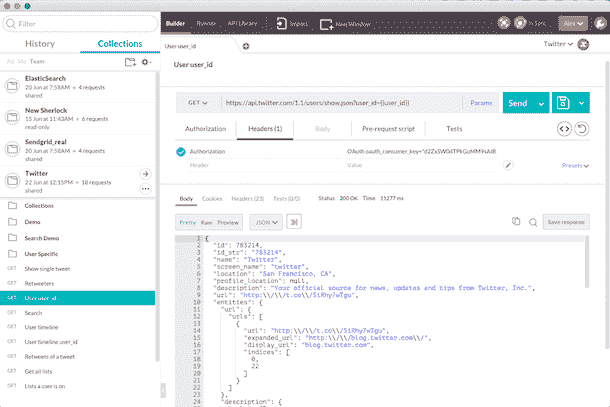 Filter
History
Collections
All Me Team
ElasticSearch
20 Jun at 7:58AM • 4 requests
shared
New Sherlock
15 Jun at 11:43AM • 6 requests
read-only
Sendgrid_real
20 Jun at 7:58AM • 4 requests
shared
Twitter
22 Jun at 12:15PM • 18 requests
shared
Collections
Demo
Search Demo
User Specific
GET Show single tweet
GET Retweeters
GET User user_id
GET Search
GET User timeline
GET User timeline user_id
GET Retweets of a tweet
GET Get all lists
GET Lists a user is on
Builder
Browse
API Library
Import
New Window
In Sync
Alex
User user_id
Twitter
User user_id
GET
https://api.twitter.com/1.1/users/show.json?user_id={{user_id}}
Params
Send
Authorization
Headers (1)
Body
Pre-request script
Tests
Authorization
Header
Value
Presets
Body
Cookies
Headers (23)
Tests (0/0)
Status 200 OK Time 11277 ms
Pretty Raw Preview
JSON
Save response
1 {
2 "id": 783214,
3 "id_str": "783214",
4 "name": "Twitter",
5 "screen_name": "twitter",
6 "location": "San Francisco, CA",
7 "profile_location": null,
8 "description": "Your official source for news, updates and tips from Twitter, Inc.",
9 "url": "http:\/\/t.co\/5iRhy7wTgu",
10 "entities": {
11 "url": {
12 "urls": [
13 {
14 "url": "http:\/\/t.co\/5iRhy7wTgu",
15 "expanded_url": "http:\/\/blog.twitter.com\/",
16 "display_url": "blog.twitter.com",
17 "indices": [
18 0,
19 22
20 ]
21 }
22 ]
23 },
24 "description": {